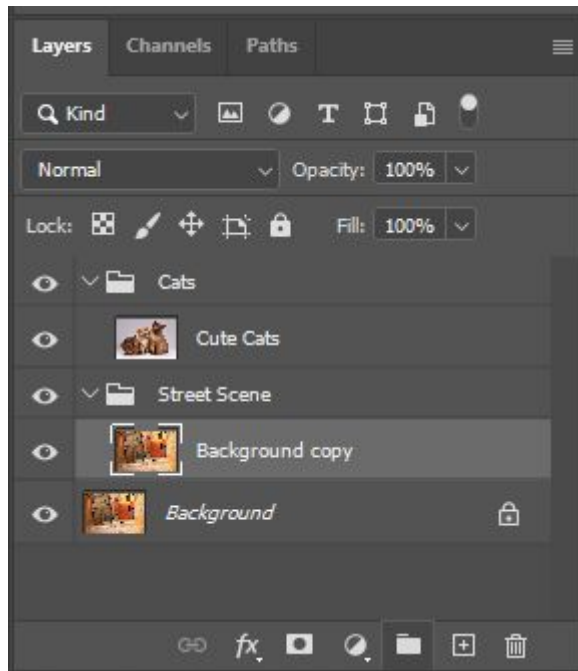 Layers Channels Paths
Kind T
Normal Opacity: 100%
Lock: Fill: 100%
Cats
Cute Cats
Street Scene
Background copy
Background
fx